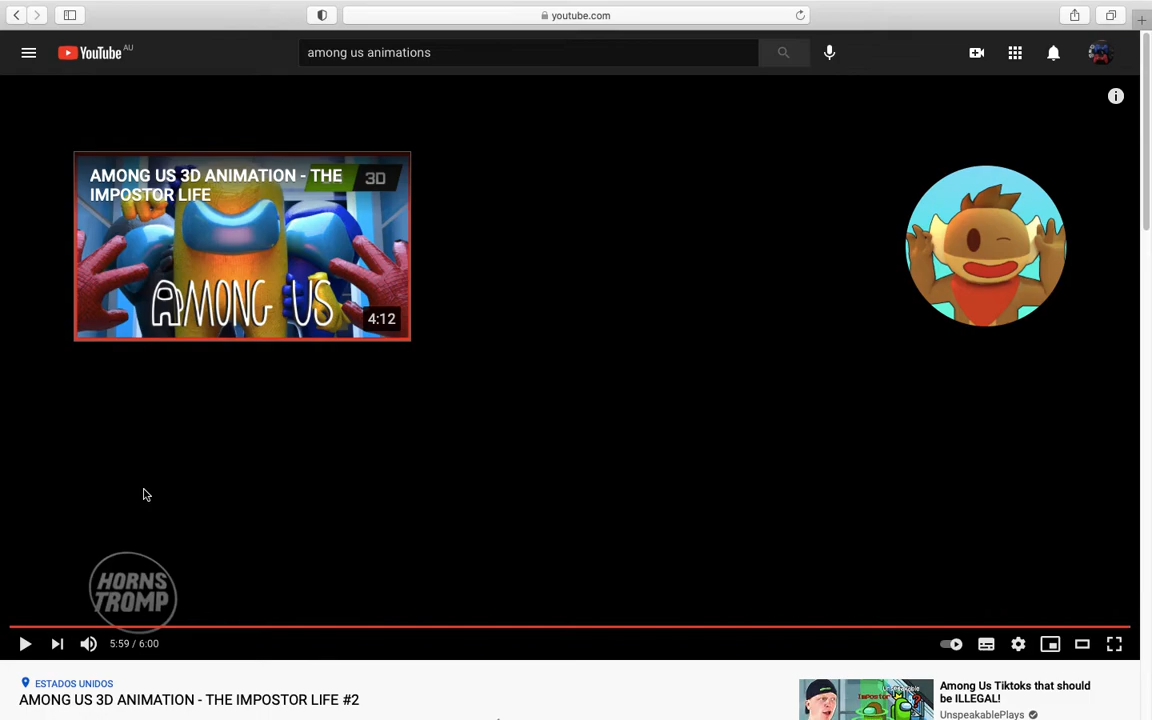 youtube.com
YouTube AU
among us animations
AMONG US 3D ANIMATION - THE
IMPOSTOR LIFE
3D
AMONG US
4:12
HORNS
TROMP
5:59 / 6:00
ESTADOS UNIDOS
AMONG US 3D ANIMATION - THE IMPOSTOR LIFE #2
Unspeakable
Impostor
Among Us Tiktoks that should
be ILLEGAL!
UnspeakablePlays